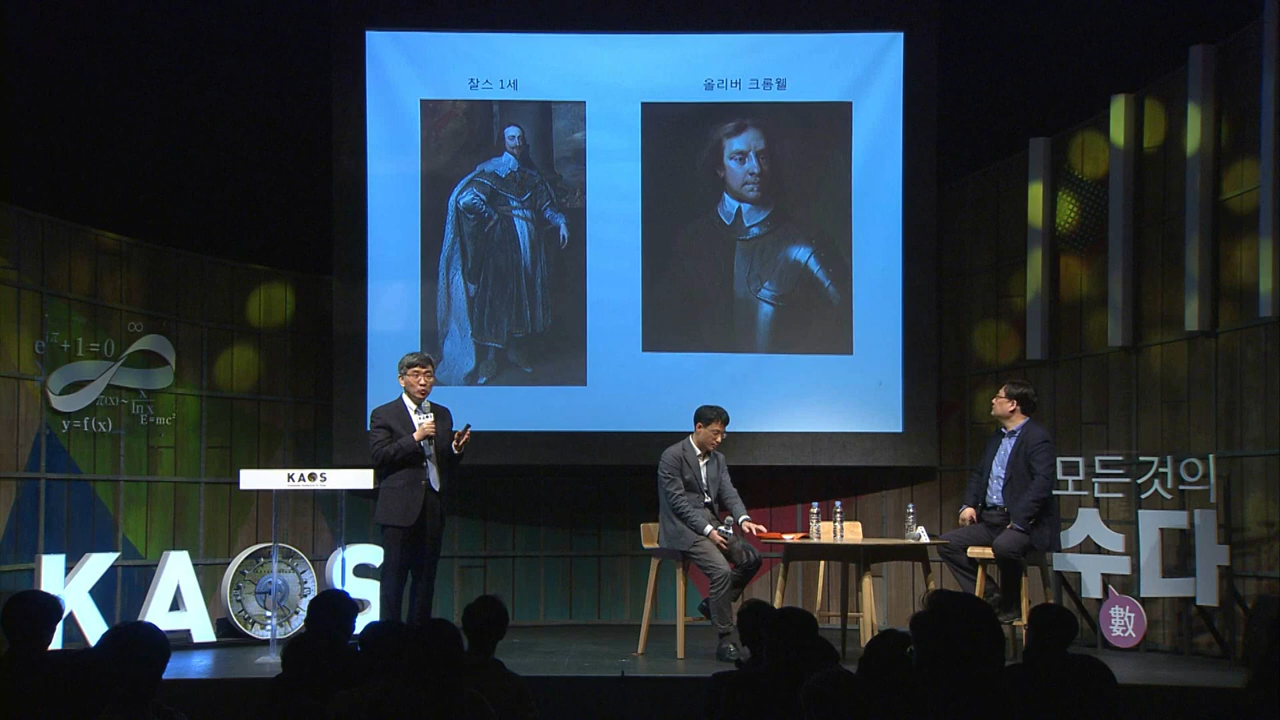 찰스 1세
올리버 크롬웰
∞
e^iπ+1=0
π(x)~x/lnx
E=mc²
y=f(x)
KAOS
KAOS
모든것의
수다
數